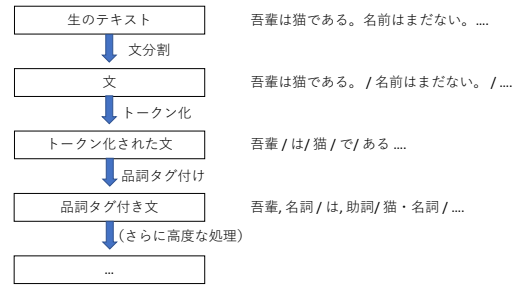 生のテキスト 吾輩は猫である。名前はまだない。....
文分割
文 吾輩は猫である。 / 名前はまだない。 / ....
トークン化
トークン化された文 吾輩 / は/ 猫 / で/ ある ....
品詞タグ付け
品詞タグ付き文 吾輩, 名詞 / は, 助詞/ 猫・名詞 / ....
(さらに高度な処理)
...